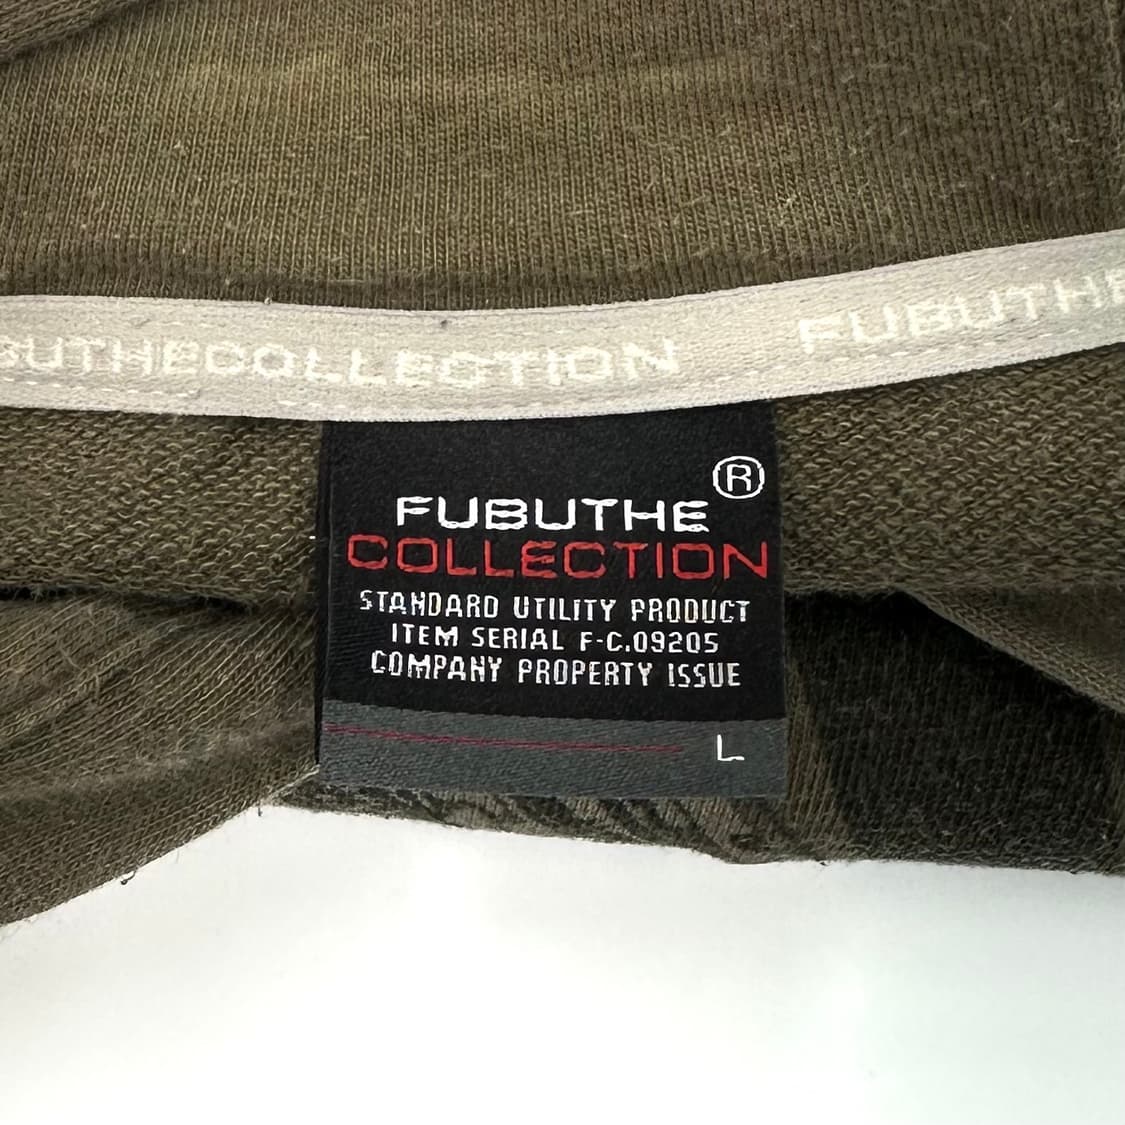 BUTHECOLLECTION FUBUTHE
®
FUBUTHE
COLLECTION
STANDARD UTILITY PRODUCT
ITEM SERIAL F-C.09205
COMPANY PROPERTY ISSUE
L